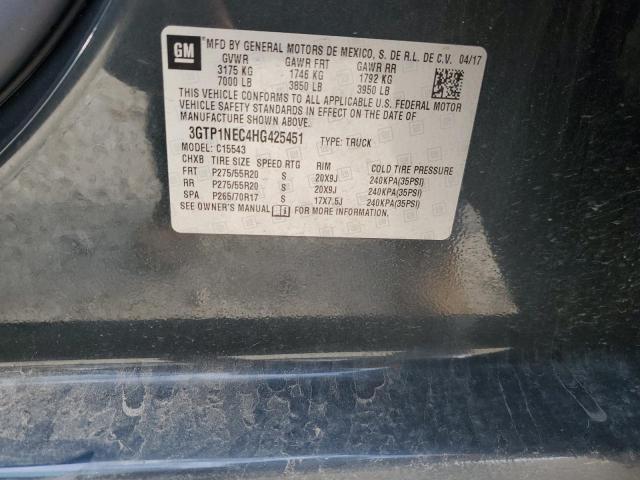 GM
MFD BY GENERAL MOTORS DE MEXICO, S. DE R.L. DE C.V. 04/17
GVWR GAWR FRT GAWR RR
3175 KG 1746 KG 1792 KG
7000 LB 3850 LB 3950 LB
THIS VEHICLE CONFORMS TO ALL APPLICABLE U.S. FEDERAL MOTOR
VEHICLE SAFETY STANDARDS IN EFFECT ON THE DATE OF
MANUFACTURE SHOWN ABOVE.
3GTP1NEC4HG425451 TYPE: TRUCK
MODEL: C15543
CHXB TIRE SIZE SPEED RTG RIM COLD TIRE PRESSURE
FRT P275/55R20 S 20X9J 240KPA(35PSI)
RR P275/55R20 S 20X9J 240KPA(35PSI)
SPA P265/70R17 S 17X7.5J 240KPA(35PSI)
SEE OWNER'S MANUAL FOR MORE INFORMATION.